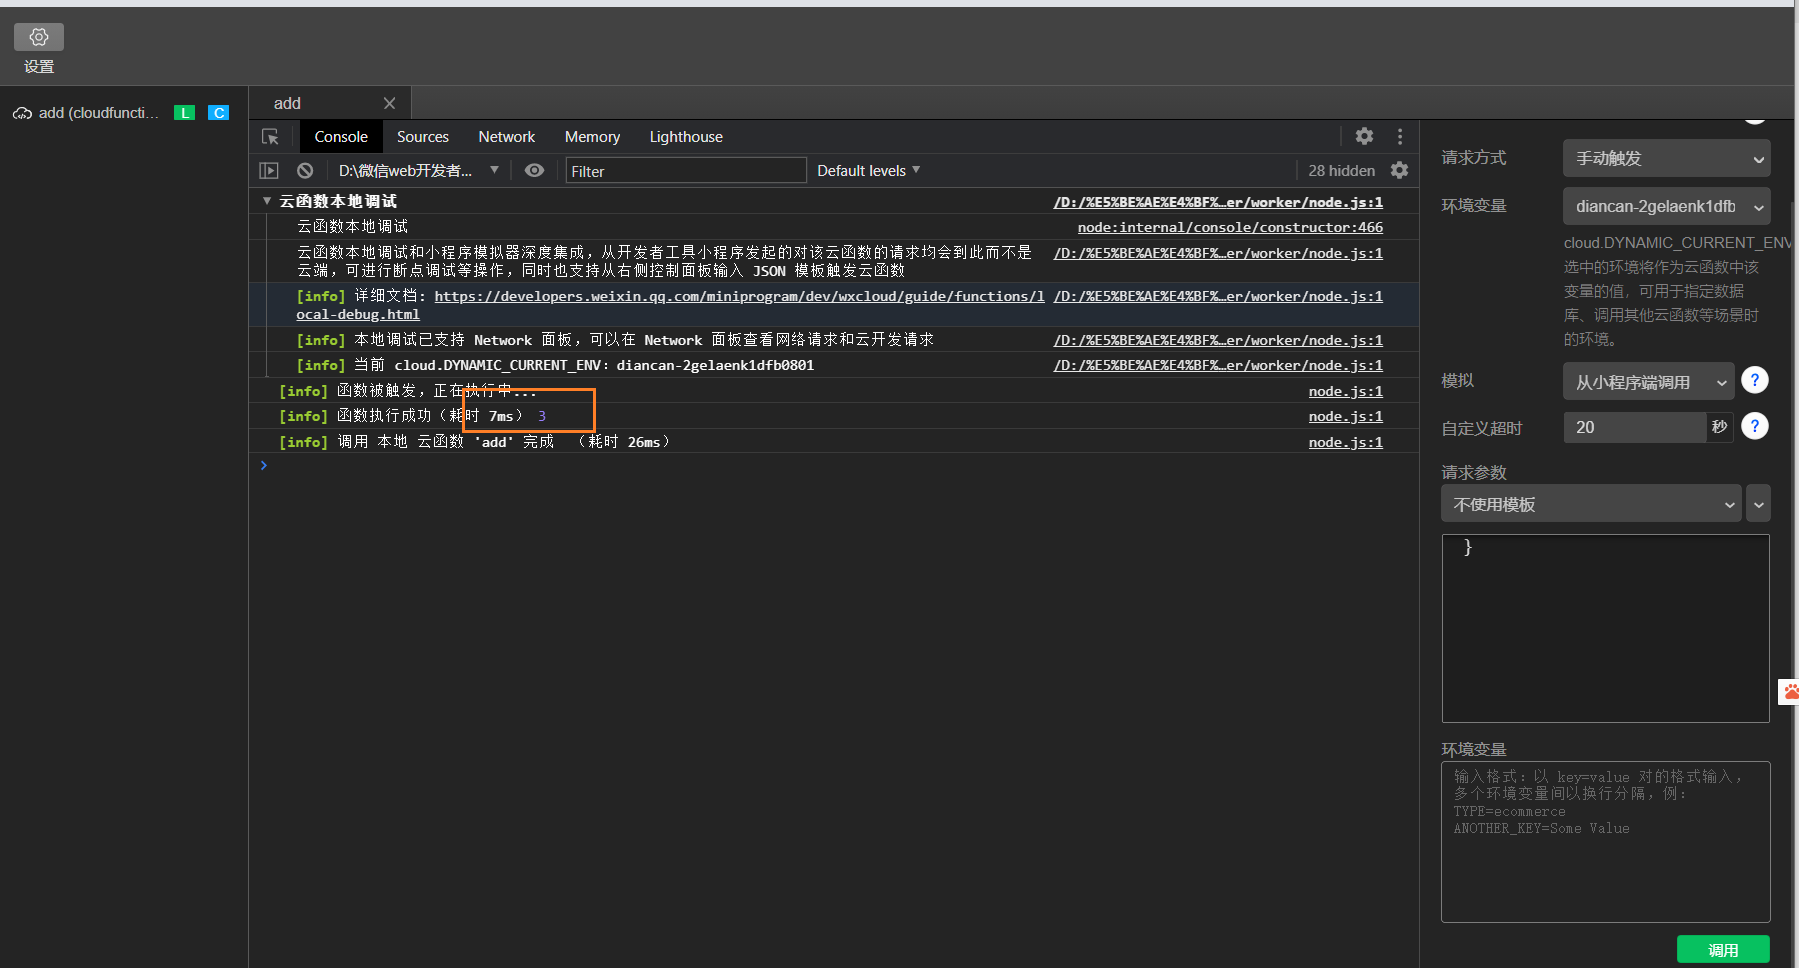 设置
add (cloudfuncti...
L
C
add
Console
Sources
Network
Memory
Lighthouse
D:\微信web开发者...
Filter
Default levels
28 hidden
云函数本地调试
/D:/%E5%BE%AE%E4%BF%…er/worker/node.js:1
云函数本地调试
node:internal/console/constructor:466
云函数本地调试和小程序模拟器深度集成，从开发者工具小程序发起的对该云函数的请求均会到此而不是
/D:/%E5%BE%AE%E4%BF%…er/worker/node.js:1
云端，可进行断点调试等操作，同时也支持从右侧控制面板输入 JSON 模板触发云函数
[info] 详细文档: https://developers.weixin.qq.com/miniprogram/dev/wxcloud/guide/functions/l
/D:/%E5%BE%AE%E4%BF%…er/worker/node.js:1
ocal-debug.html
[info] 本地调试已支持 Network 面板，可以在 Network 面板查看网络请求和云开发请求
/D:/%E5%BE%AE%E4%BF%…er/worker/node.js:1
[info] 当前 cloud.DYNAMIC_CURRENT_ENV：diancan-2gelaenk1dfb0801
/D:/%E5%BE%AE%E4%BF%…er/worker/node.js:1
[info] 函数被触发，正在执行中...
node.js:1
[info] 函数执行成功（耗时 7ms） 3
node.js:1
[info] 调用 本地 云函数 'add' 完成 （耗时 26ms）
node.js:1
请求方式
手动触发
环境变量
diancan-2gelaenk1dfb
cloud.DYNAMIC_CURRENT_ENV
选中的环境将作为云函数中该
变量的值，可用于指定数据
库、调用其他云函数等场景时
的环境。
模拟
从小程序端调用
?
自定义超时
20
秒
?
请求参数
不使用模板
}
环境变量
输入格式：以 key=value 对的格式输入，
多个环境变量间以换行分隔，例：
TYPE=ecommerce
ANOTHER_KEY=Some Value
调用